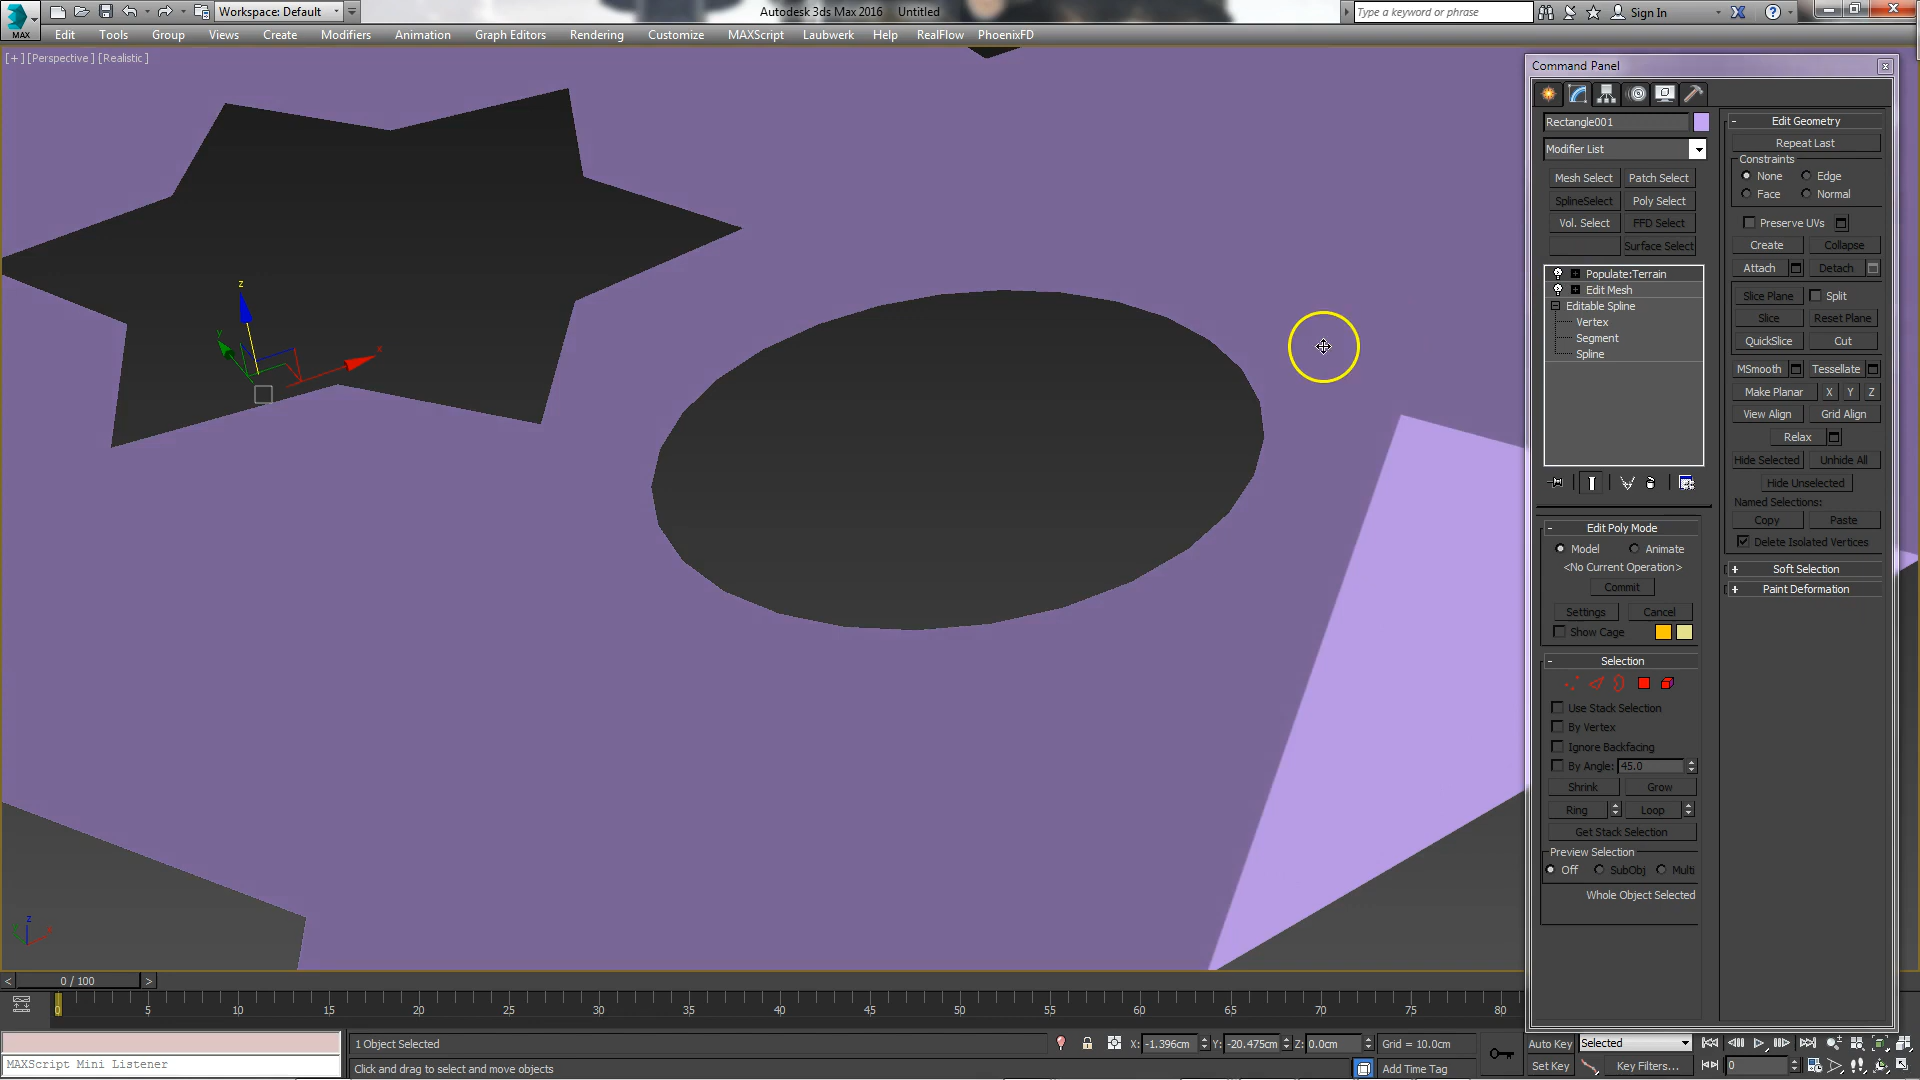 Workspace: Default
Autodesk 3ds Max 2016 Untitled
Type a keyword or phrase
Sign In
MAX
Edit Tools Group Views Create Modifiers Animation Graph Editors Rendering Customize MAXScript Laubwerk Help RealFlow PhoenixFD
[+] [Perspective] [Realistic]
Command Panel
Rectangle001
Modifier List
Mesh Select Patch Select
SplineSelect Poly Select
Vol. Select FFD Select
Surface Select
Populate:Terrain
Edit Mesh
Editable Spline
Vertex
Segment
Spline
Edit Poly Mode
Model Animate
<No Current Operation>
Commit
Settings Cancel
Show Cage
Selection
Use Stack Selection
By Vertex
Ignore Backfacing
By Angle: 45.0
Shrink Grow
Ring Loop
Get Stack Selection
Preview Selection
Off SubObj Multi
Whole Object Selected
Edit Geometry
Repeat Last
Constraints
None Edge
Face Normal
Preserve UVs
Create Collapse
Attach Detach
Slice Plane Split
Slice Reset Plane
QuickSlice Cut
MSmooth Tessellate
Make Planar X Y Z
View Align Grid Align
Relax
Hide Selected Unhide All
Hide Unselected
Named Selections:
Copy Paste
Delete Isolated Vertices
Soft Selection
Paint Deformation
z
y
x
z
< 0 / 100 >
0 5 10 15 20 25 30 35 40 45 50 55 60 65 70 75 80
1 Object Selected
X: -1.396cm Y: -20.475cm Z: 0.0cm Grid = 10.0cm
Auto Key Selected
MAXScript Mini Listener
Click and drag to select and move objects
Add Time Tag
Set Key Key Filters... 0